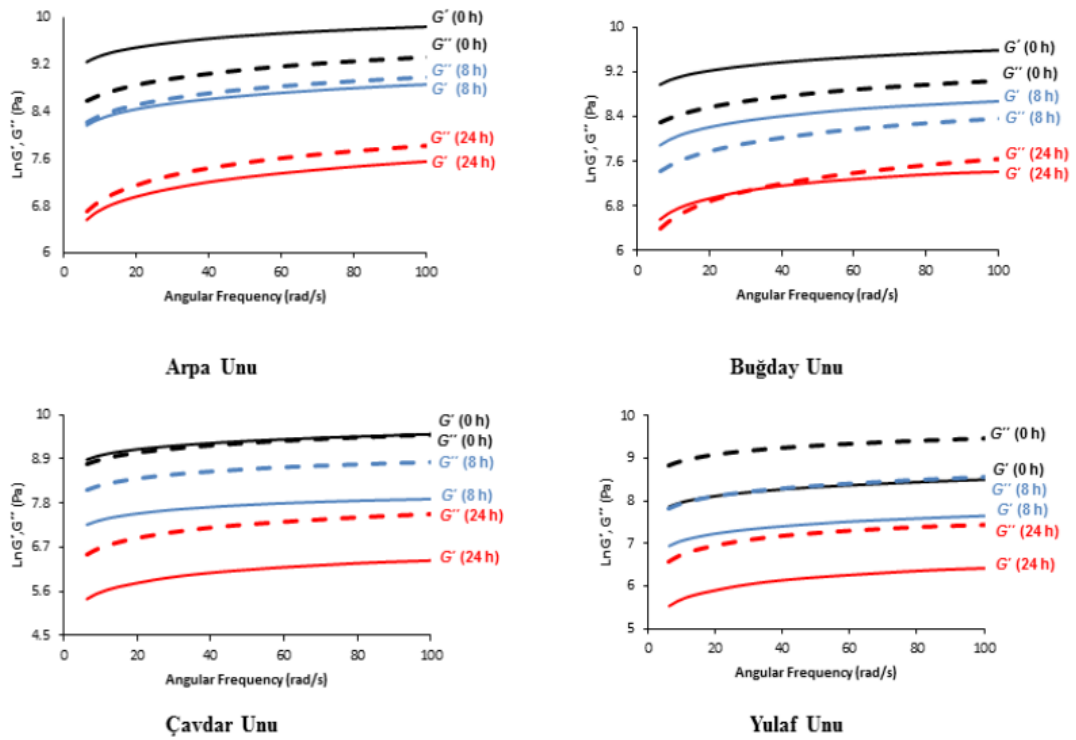 10
9.2
8.4
7.6
6.8
6
LnG′, G′′ (Pa)
G′ (0 h)
G′′ (0 h)
G′′ (8 h)
G′ (8 h)
G′′ (24 h)
G′ (24 h)
0 20 40 60 80 100
Angular Frequency (rad/s)
Arpa Unu
10
9.2
8.4
7.6
6.8
6
Ln G′, G′′ (Pa)
G′ (0 h)
G′′ (0 h)
G′ (8 h)
G′′ (8 h)
G′′ (24 h)
G′ (24 h)
0 20 40 60 80 100
Angular Frequency (rad/s)
Buğday Unu
10
8.9
7.8
6.7
5.6
4.5
LnG′,G′′ (Pa)
G′ (0 h)
G′′ (0 h)
G′′ (8 h)
G′ (8 h)
G′′ (24 h)
G′ (24 h)
0 20 40 60 80 100
Angular Frequency (rad/s)
Çavdar Unu
10
9
8
7
6
5
LnG′, G′′ (Pa)
G′′ (0 h)
G′ (0 h)
G′′ (8 h)
G′ (8 h)
G′′ (24 h)
G′ (24 h)
0 20 40 60 80 100
Angular Frequency (rad/s)
Yulaf Unu